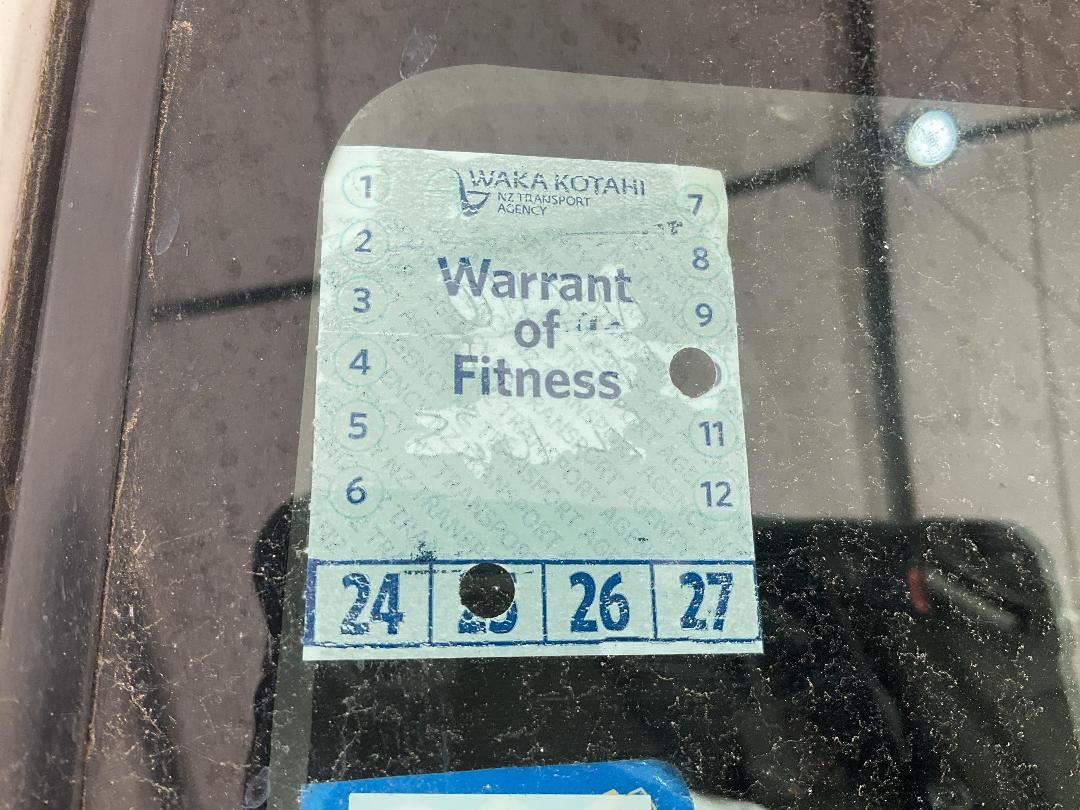 WAKA KOTAHI
NZ TRANSPORT
AGENCY
1
2
3
4
5
6
Warrant
of
Fitness
7
8
9
11
12
24
26
27